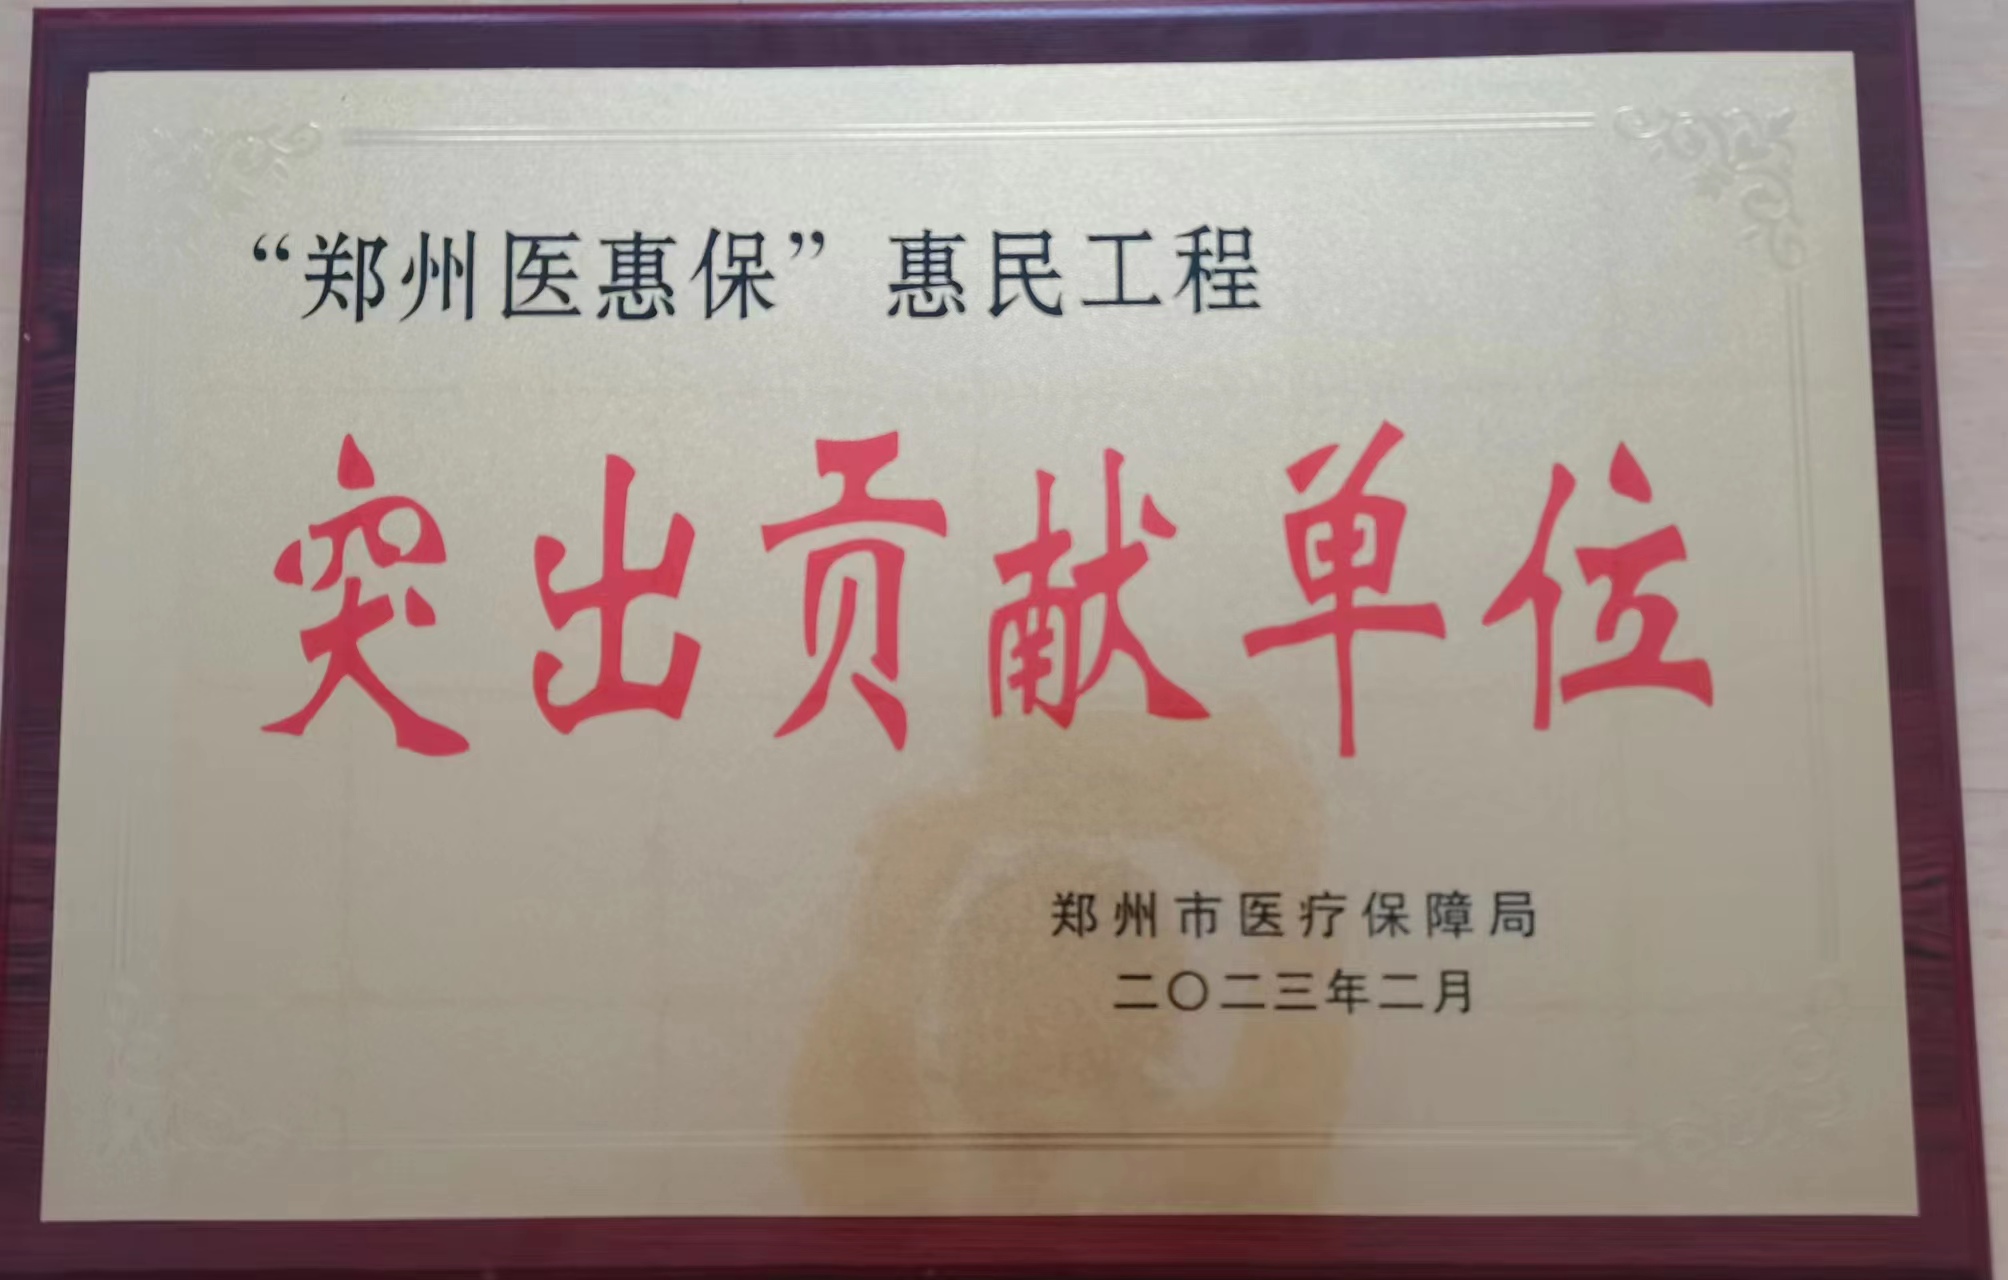 “郑州医惠保”惠民工程
突出贡献单位
郑州市医疗保障局
二〇二三年二月